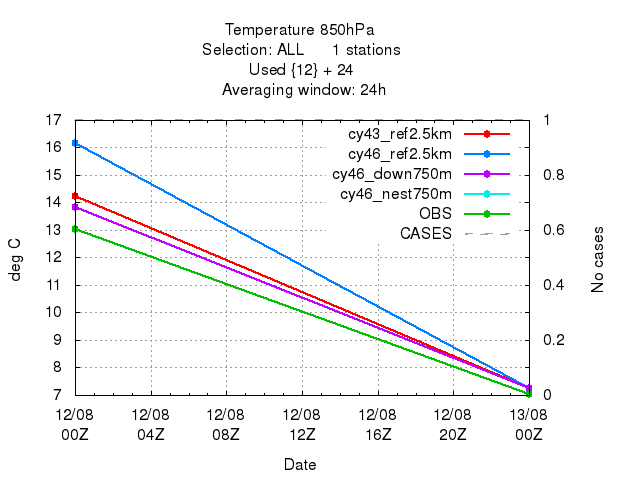 Temperature 850hPa
Selection: ALL 1 stations
Used {12} + 24
Averaging window: 24h
17
16
15
14
13
12
11
10
9
8
7
deg C
1
0.8
0.6
0.4
0.2
0
No cases
cy43_ref2.5km
cy46_ref2.5km
cy46_down750m
cy46_nest750m
OBS
CASES
12/08 12/08 12/08 12/08 12/08 12/08 13/08
00Z 04Z 08Z 12Z 16Z 20Z 00Z
Date